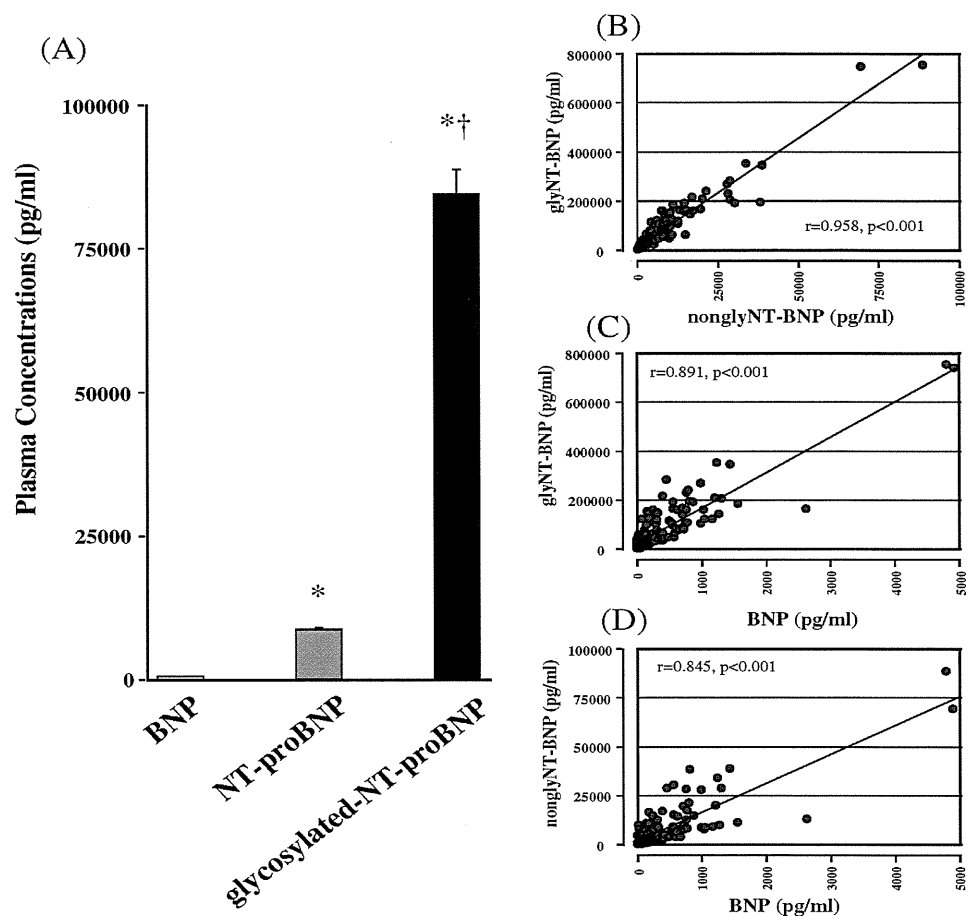 (A)
Plasma Concentrations (pg/ml)
100000
75000
50000
25000
0
*
*†
BNP
NT-proBNP
glycosylated-NT-proBNP
(B)
glyNT-BNP (pg/ml)
800000
600000
400000
200000
0
r=0.958, p<0.001
0
25000
50000
75000
100000
nonglyNT-BNP (pg/ml)
(C)
glyNT-BNP (pg/ml)
800000
600000
400000
200000
0
r=0.891, p<0.001
0
1000
2000
3000
4000
5000
BNP (pg/ml)
(D)
nonglyNT-BNP (pg/ml)
100000
75000
50000
25000
0
r=0.845, p<0.001
0
1000
2000
3000
4000
5000
BNP (pg/ml)